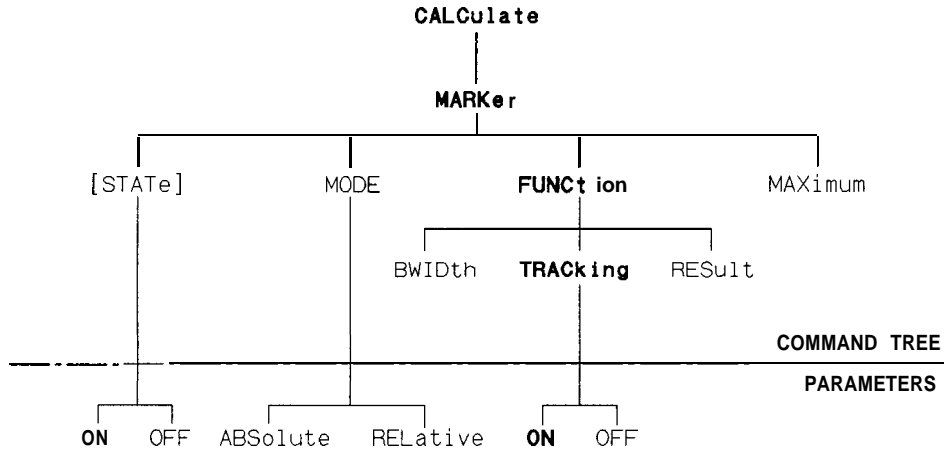 CALCulate
MARKer
[STATe] MODE FUNCtion MAXimum
BWIDth TRACking RESult
COMMAND TREE
PARAMETERS
ON OFF ABSolute RELative ON OFF